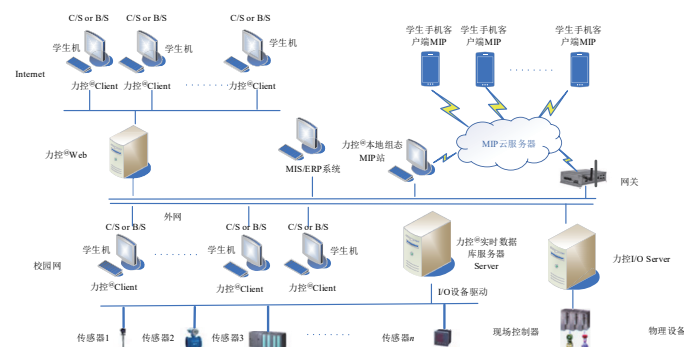 C/S or B/S C/S or B/S C/S or B/S
学生机 学生机 学生机
Internet
力控®Client 力控®Client 力控®Client
学生手机客
户端MIP
学生手机客
户端MIP
学生手机客
户端MIP
力控®Web
MIS/ERP系统
力控®本地组态
MIP站
MIP云服务器
网关
外网
C/S or B/S C/S or B/S C/S or B/S
学生机 学生机 学生机
校园网
力控®Client 力控®Client 力控®Client
力控®实时数据
库服务器
Server
力控I/O Server
I/O设备驱动
传感器1 传感器2 传感器3 传感器n 现场控制器 物理设备